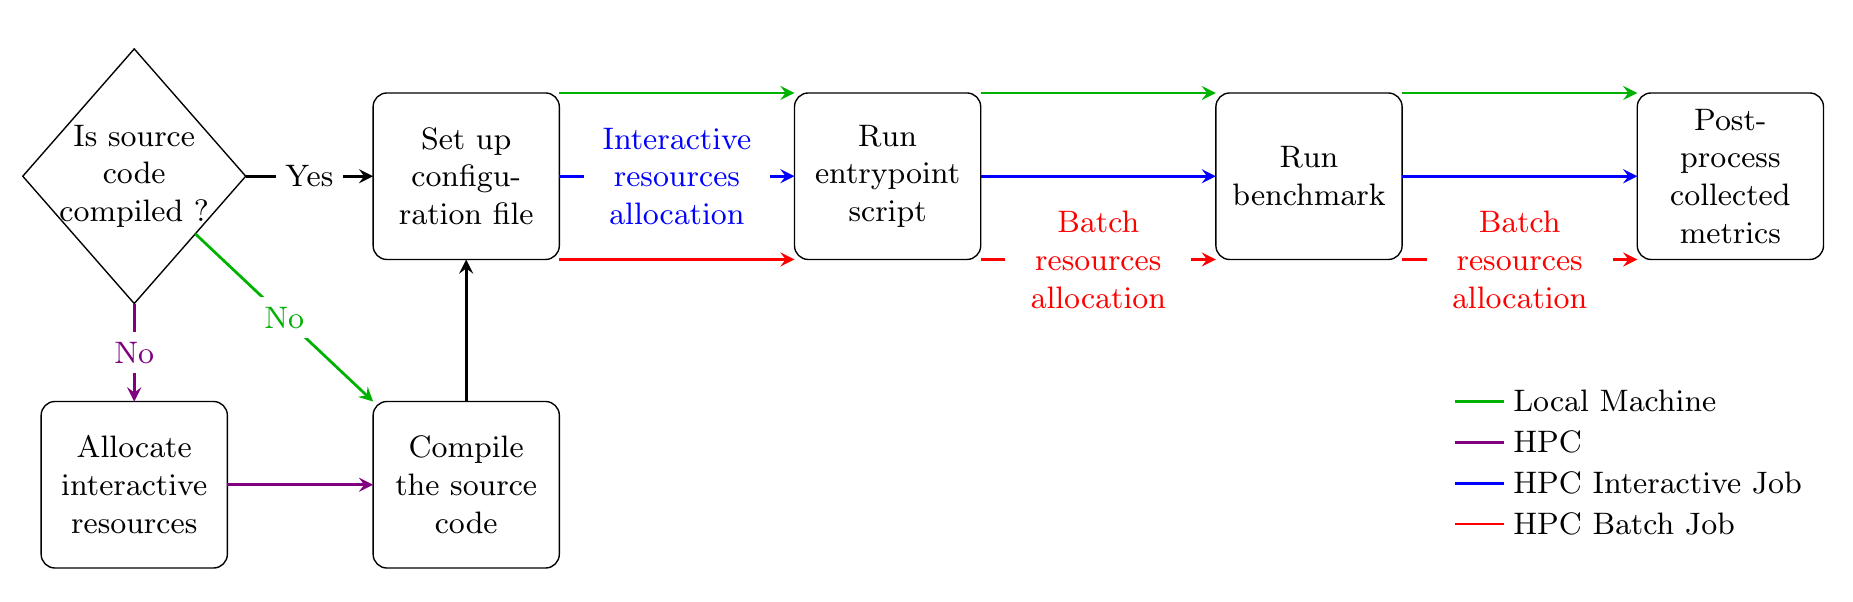 Is source
code
compiled ?
Yes
Set up
configu-
ration file
Interactive
resources
allocation
Run
entrypoint
script
Batch
resources
allocation
Run
benchmark
Batch
resources
allocation
Post-
process
collected
metrics
No
No
Allocate
interactive
resources
Compile
the source
code
Local Machine
HPC
HPC Interactive Job
HPC Batch Job